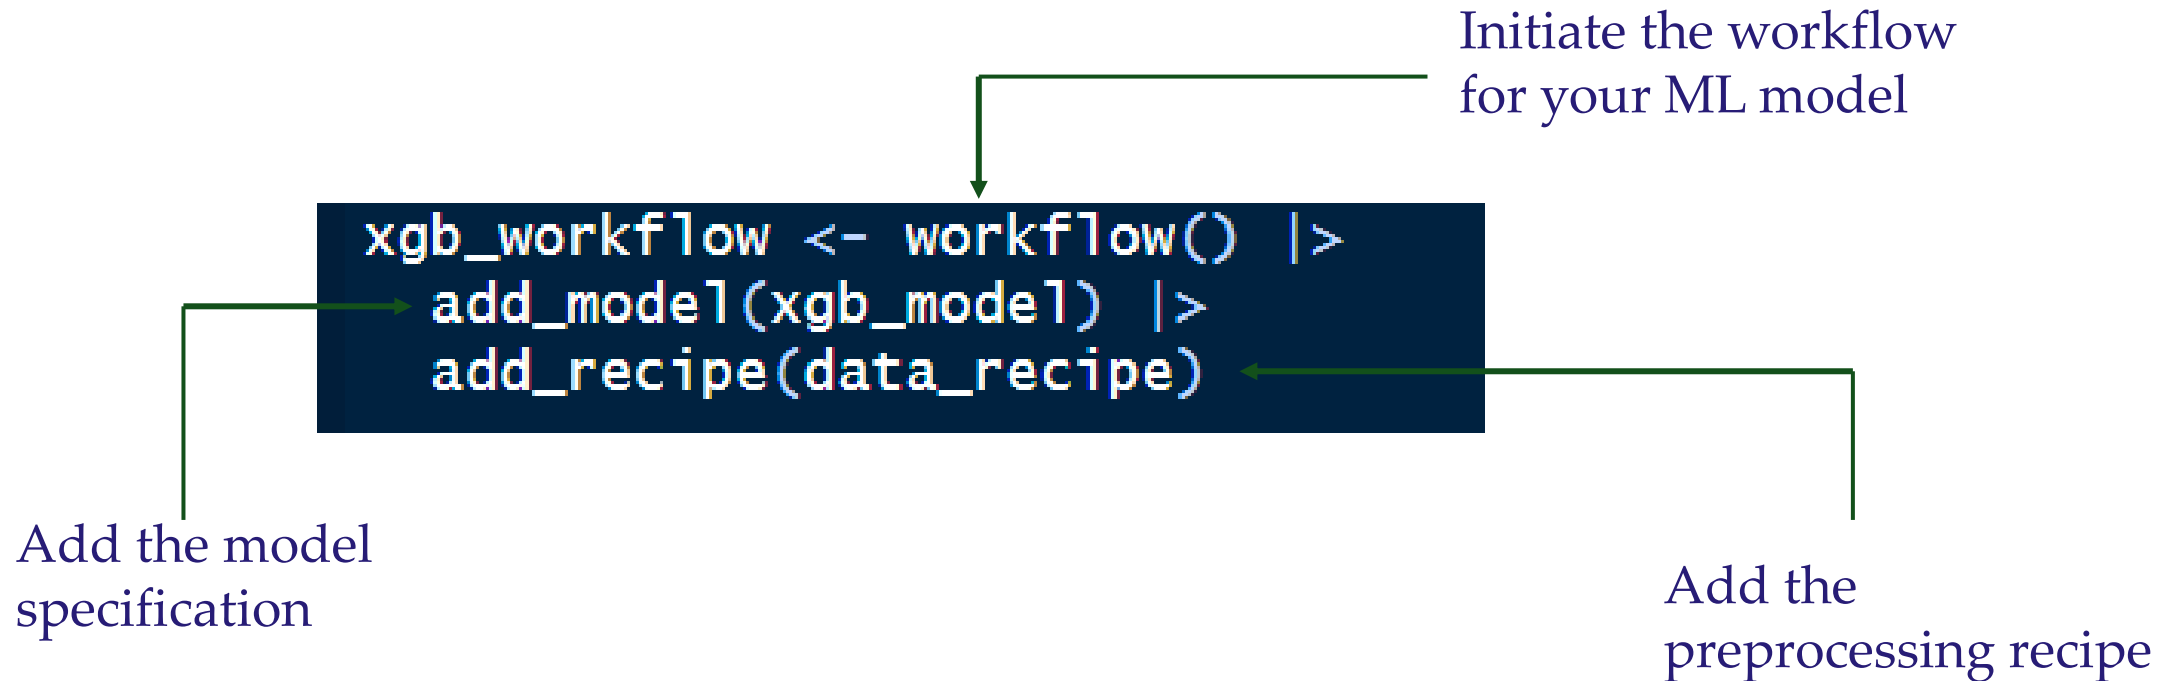 Initiate the workflow
for your ML model
xgb_workflow <- workflow() |>
add_model(xgb_model) |>
add_recipe(data_recipe)
Add the model
specification
Add the
preprocessing recipe